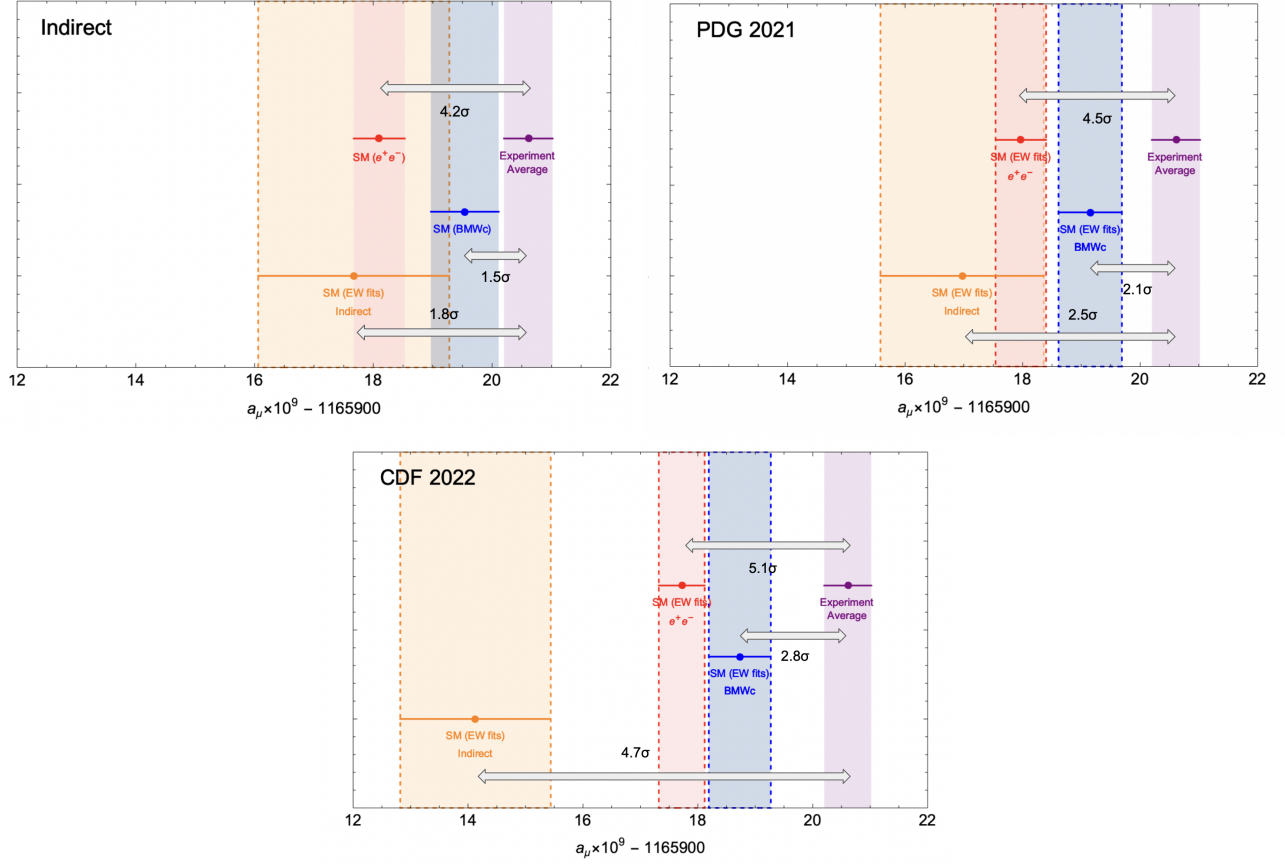 Indirect
4.2σ
SM (e⁺e⁻)
Experiment
Average
SM (BMWc)
1.5σ
SM (EW fits)
Indirect
1.8σ
12 14 16 18 20 22
aμ×10⁹ − 1165900
PDG 2021
4.5σ
SM (EW fits)
e⁺e⁻
Experiment
Average
SM (EW fits)
BMWc
2.1σ
SM (EW fits)
Indirect
2.5σ
12 14 16 18 20 22
aμ×10⁹ − 1165900
CDF 2022
5.1σ
SM (EW fits)
e⁺e⁻
Experiment
Average
2.8σ
SM (EW fits)
BMWc
SM (EW fits)
Indirect
4.7σ
12 14 16 18 20 22
aμ×10⁹ − 1165900